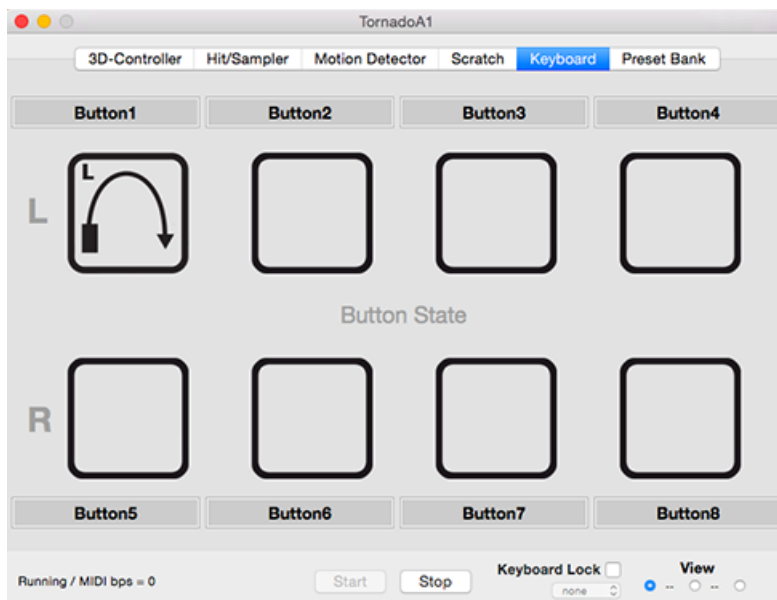 TornadoA1
3D-Controller Hit/Sampler Motion Detector Scratch Keyboard Preset Bank
Button1 Button2 Button3 Button4
L
L
Button State
R
Button5 Button6 Button7 Button8
Running / MIDI bps = 0 Start Stop Keyboard Lock View
none -- --